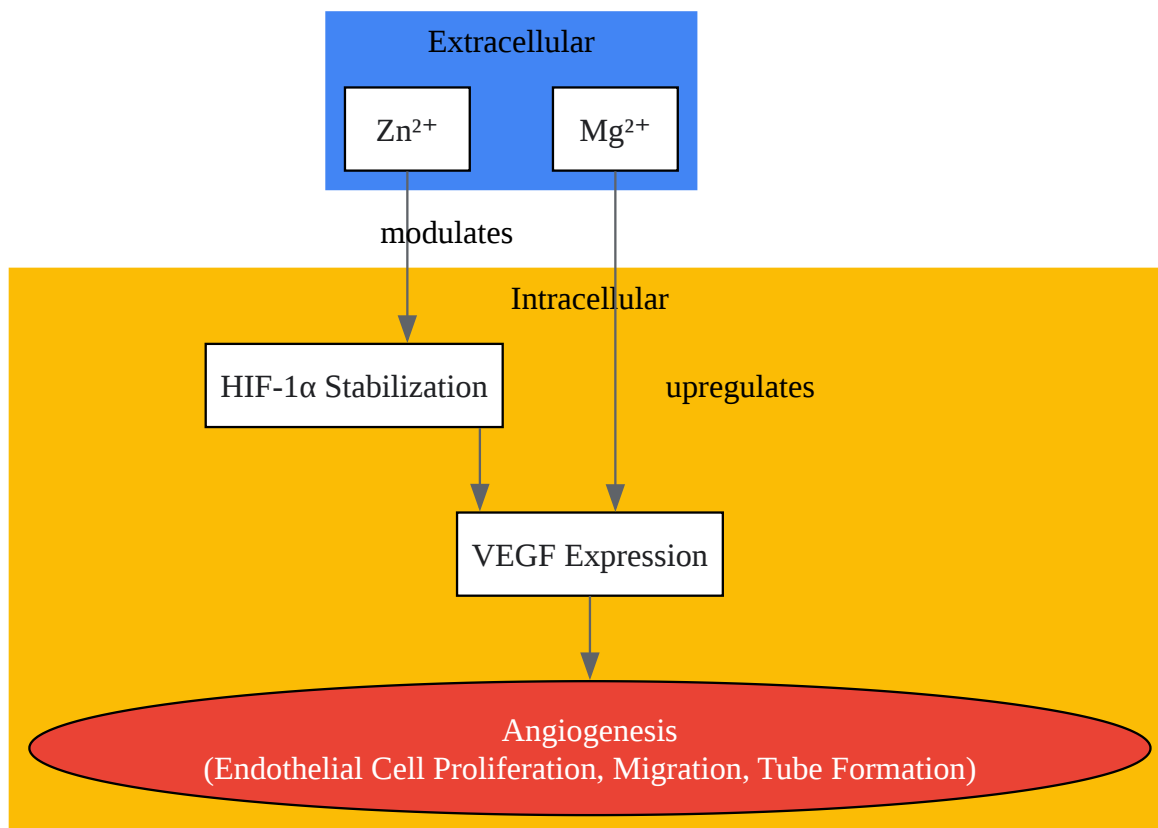 Extracellular
Zn²⁺
Mg²⁺
modulates
Intracellular
HIF-1α Stabilization
upregulates
VEGF Expression
Angiogenesis
(Endothelial Cell Proliferation, Migration, Tube Formation)